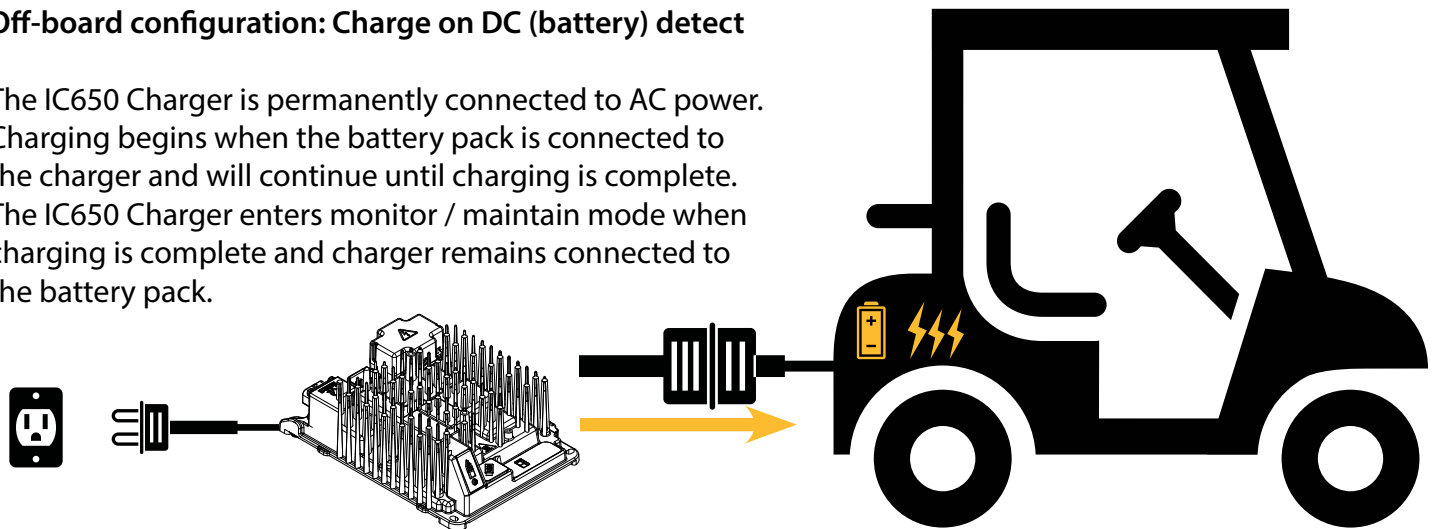 Off-board configuration: Charge on DC (battery) detect
The IC650 Charger is permanently connected to AC power.
Charging begins when the battery pack is connected to
the charger and will continue until charging is complete.
The IC650 Charger enters monitor / maintain mode when
charging is complete and charger remains connected to
the battery pack.
+
−